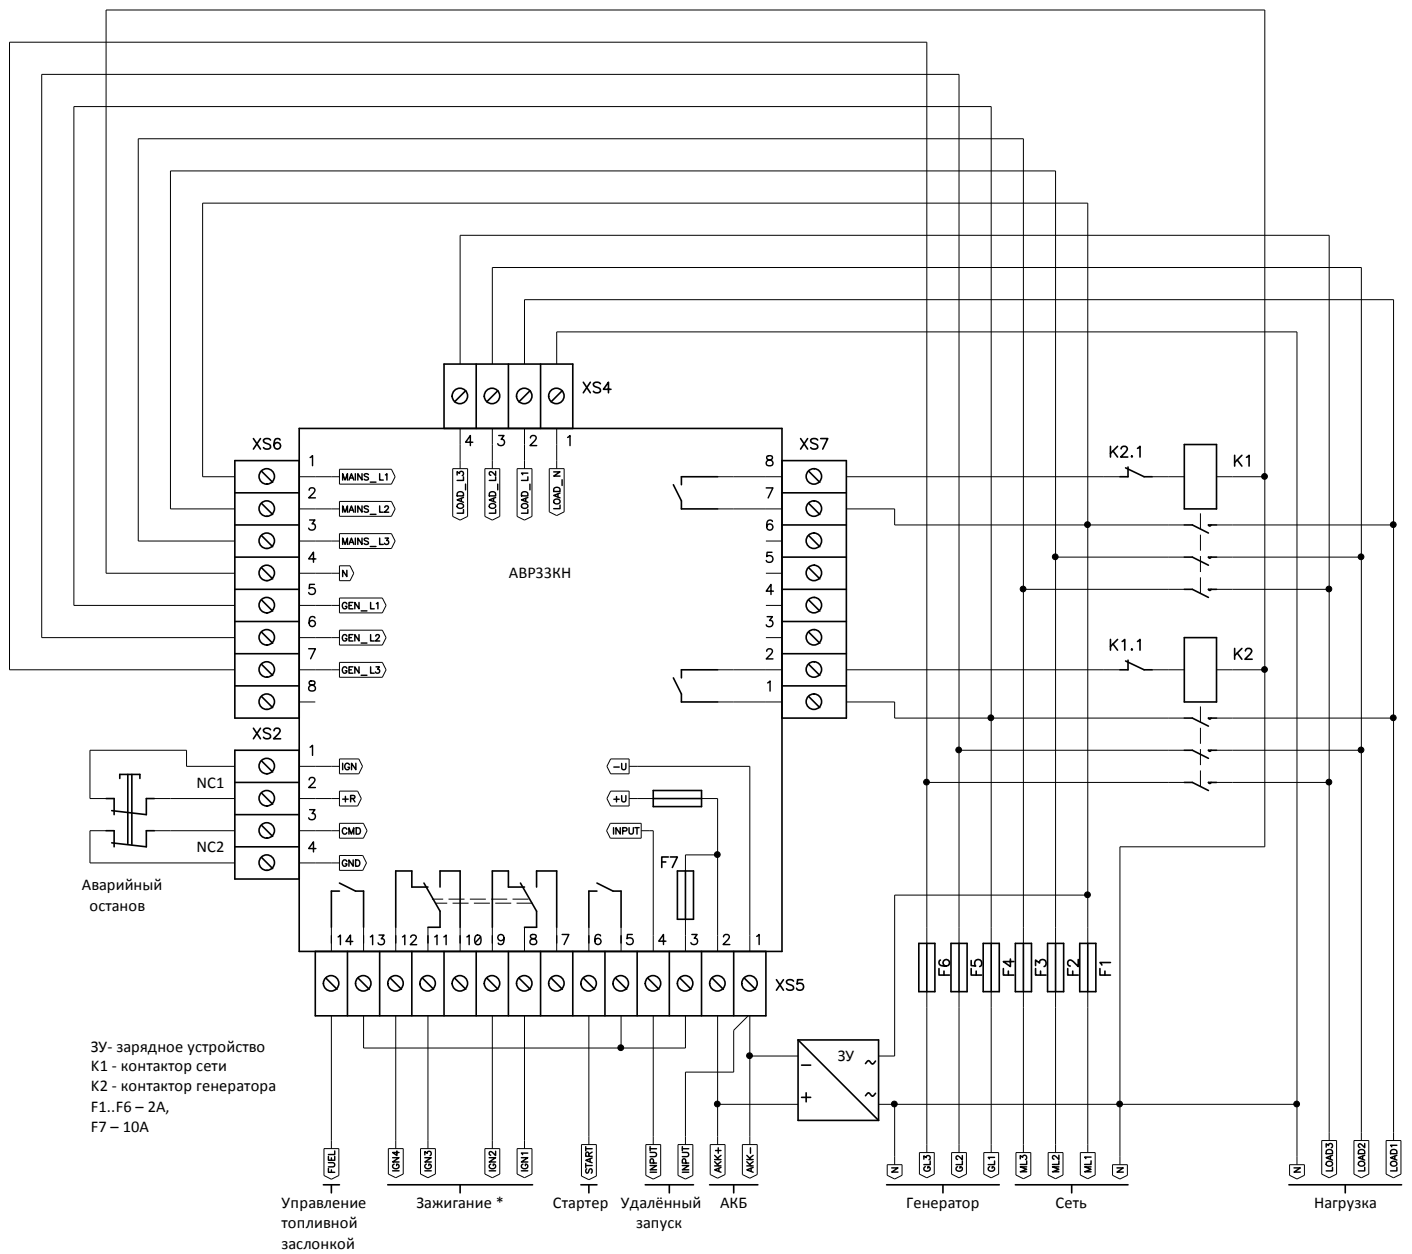 XS4
4
3
2
1
LOAD_L3
LOAD_L2
LOAD_L1
LOAD_N
XS6
1
MAINS_L1
2
MAINS_L2
3
MAINS_L3
4
N
5
GEN_L1
6
GEN_L2
7
GEN_L3
8
АВР33КН
XS7
8
7
6
5
4
3
2
1
K2.1
K1
K1.1
K2
XS2
1
IGN
NC1
2
+R
3
CMD
NC2
4
GND
Аварийный
останов
-U
+U
INPUT
F7
14
13
12
11
10
9
8
7
6
5
4
3
2
1
XS5
F6
F5
F4
F3
F2
F1
ЗУ- зарядное устройство
К1 - контактор сети
К2 - контактор генератора
F1..F6 – 2А,
F7 – 10А
ЗУ
–
+
~
~
FUEL
IGN4
IGN3
IGN2
IGN1
START
INPUT
INPUT
AKK+
AKK-
N
GL3
GL2
GL1
ML3
ML2
ML1
N
N
LOAD3
LOAD2
LOAD1
Управление
топливной
заслонкой
Зажигание *
Стартер
Удалённый
запуск
АКБ
Генератор
Сеть
Нагрузка